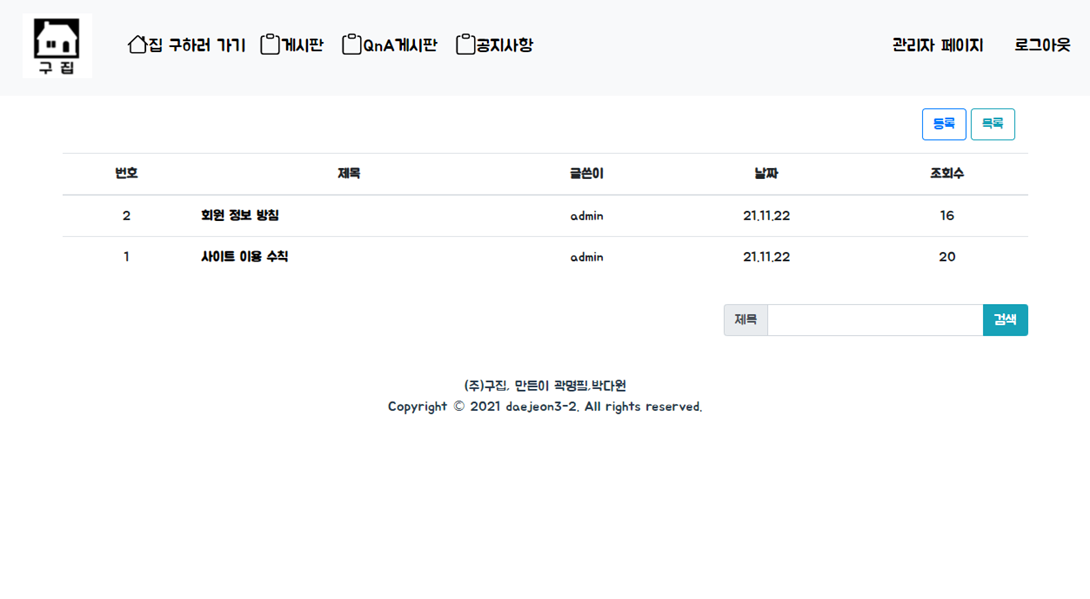 구 집
집 구하러 가기 게시판 QnA게시판 공지사항 관리자 페이지 로그아웃
등록 목록
번호 제목 글쓴이 날짜 조회수
2 회원 정보 방침 admin 21.11.22 16
1 사이트 이용 수칙 admin 21.11.22 20
제목 검색
(주)구집, 만든이 곽명필,박다원
Copyright © 2021 daejeon3-2. All rights reserved.